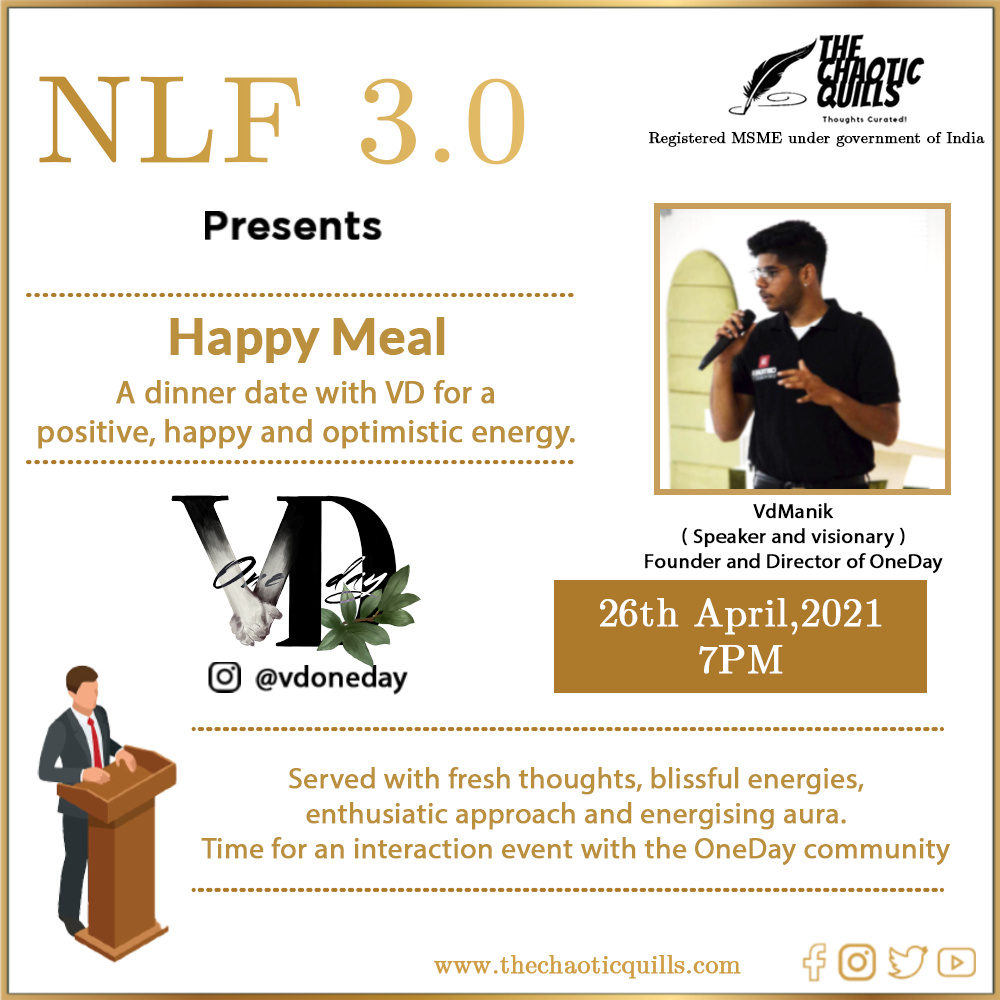 NLF 3.0
THE
CHAOTIC
QUILLS
Thoughts Curated!
Registered MSME under government of India
Presents
Happy Meal
A dinner date with VD for a
positive, happy and optimistic energy.
VD
One day
@vdoneday
VdManik
( Speaker and visionary )
Founder and Director of OneDay
26th April,2021
7PM
Served with fresh thoughts, blissful energies,
enthusiatic approach and energising aura.
Time for an interaction event with the OneDay community
www.thechaoticquills.com